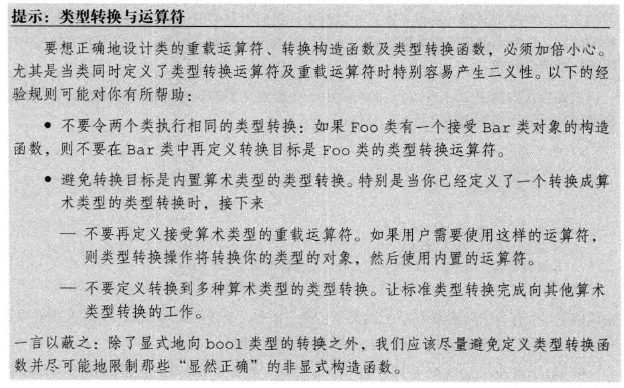 提示：类型转换与运算符
要想正确地设计类的重载运算符、转换构造函数及类型转换函数，必须加倍小心。
尤其是当类同时定义了类型转换运算符及重载运算符时特别容易产生二义性。以下的经
验规则可能对你有所帮助：
• 不要令两个类执行相同的类型转换：如果 Foo 类有一个接受 Bar 类对象的构造
函数，则不要在 Bar 类中再定义转换目标是 Foo 类的类型转换运算符。
• 避免转换目标是内置算术类型的类型转换。特别是当你已经定义了一个转换成算
术类型的类型转换时，接下来
— 不要再定义接受算术类型的重载运算符。如果用户需要使用这样的运算符，
则类型转换操作将转换你的类型的对象，然后使用内置的运算符。
— 不要定义转换到多种算术类型的类型转换。让标准类型转换完成向其他算术
类型转换的工作。
一言以蔽之：除了显式地向 bool 类型的转换之外，我们应该尽量避免定义类型转换函
数并尽可能地限制那些“显然正确”的非显式构造函数。